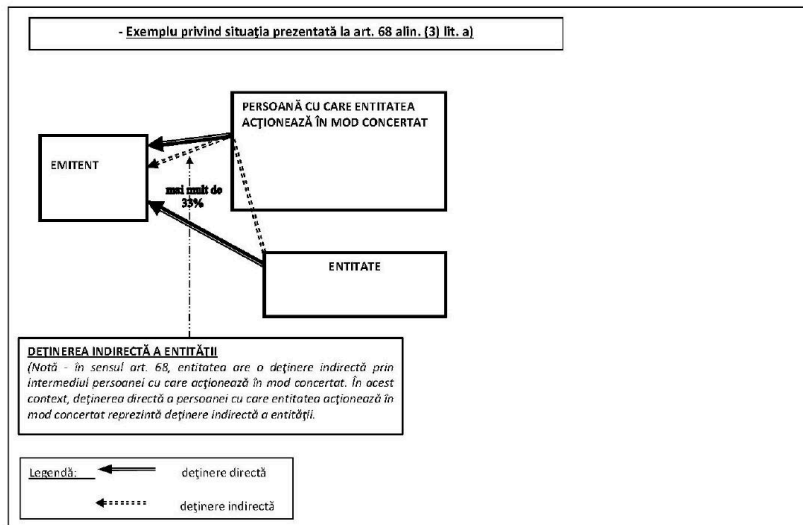 - Exemplu privind situația prezentată la art. 68 alin. (3) lit. a)
PERSOANĂ CU CARE ENTITATEA
ACȚIONEAZĂ ÎN MOD CONCERTAT
EMITENT
mai mult de
33%
ENTITATE
DEȚINEREA INDIRECTĂ A ENTITĂȚII
(Notă - în sensul art. 68, entitatea are o deținere indirectă prin
intermediul persoanei cu care acționează în mod concertat. În acest
context, deținerea directă a persoanei cu care entitatea acționează în
mod concertat reprezintă deținere indirectă a entității.
Legendă:
deținere directă
deținere indirectă